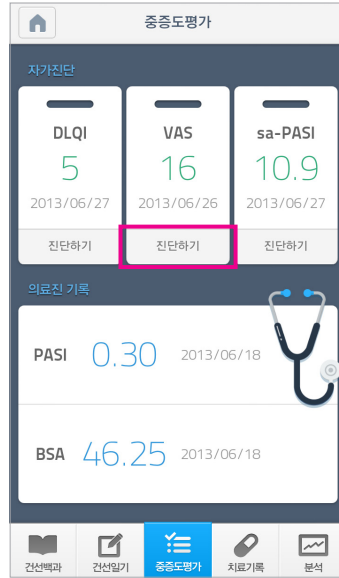 중증도평가
자가진단
DLQI VAS sa-PASI
5 16 10.9
2013/06/27 2013/06/26 2013/06/27
진단하기 진단하기 진단하기
의료진 기록
PASI 0.30 2013/06/18
BSA 46.25 2013/06/18
건선백과 건선일기 중증도평가 치료기록 분석